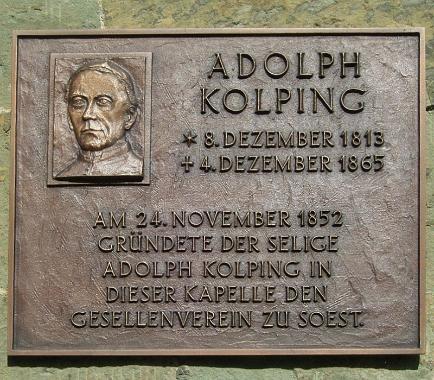 ADOLPH
KOLPING
* 8. DEZEMBER 1813
✝ 4. DEZEMBER 1865
AM 24. NOVEMBER 1852
GRÜNDETE DER SELIGE
ADOLPH KOLPING IN
DIESER KAPELLE DEN
GESELLENVEREIN ZU SOEST.